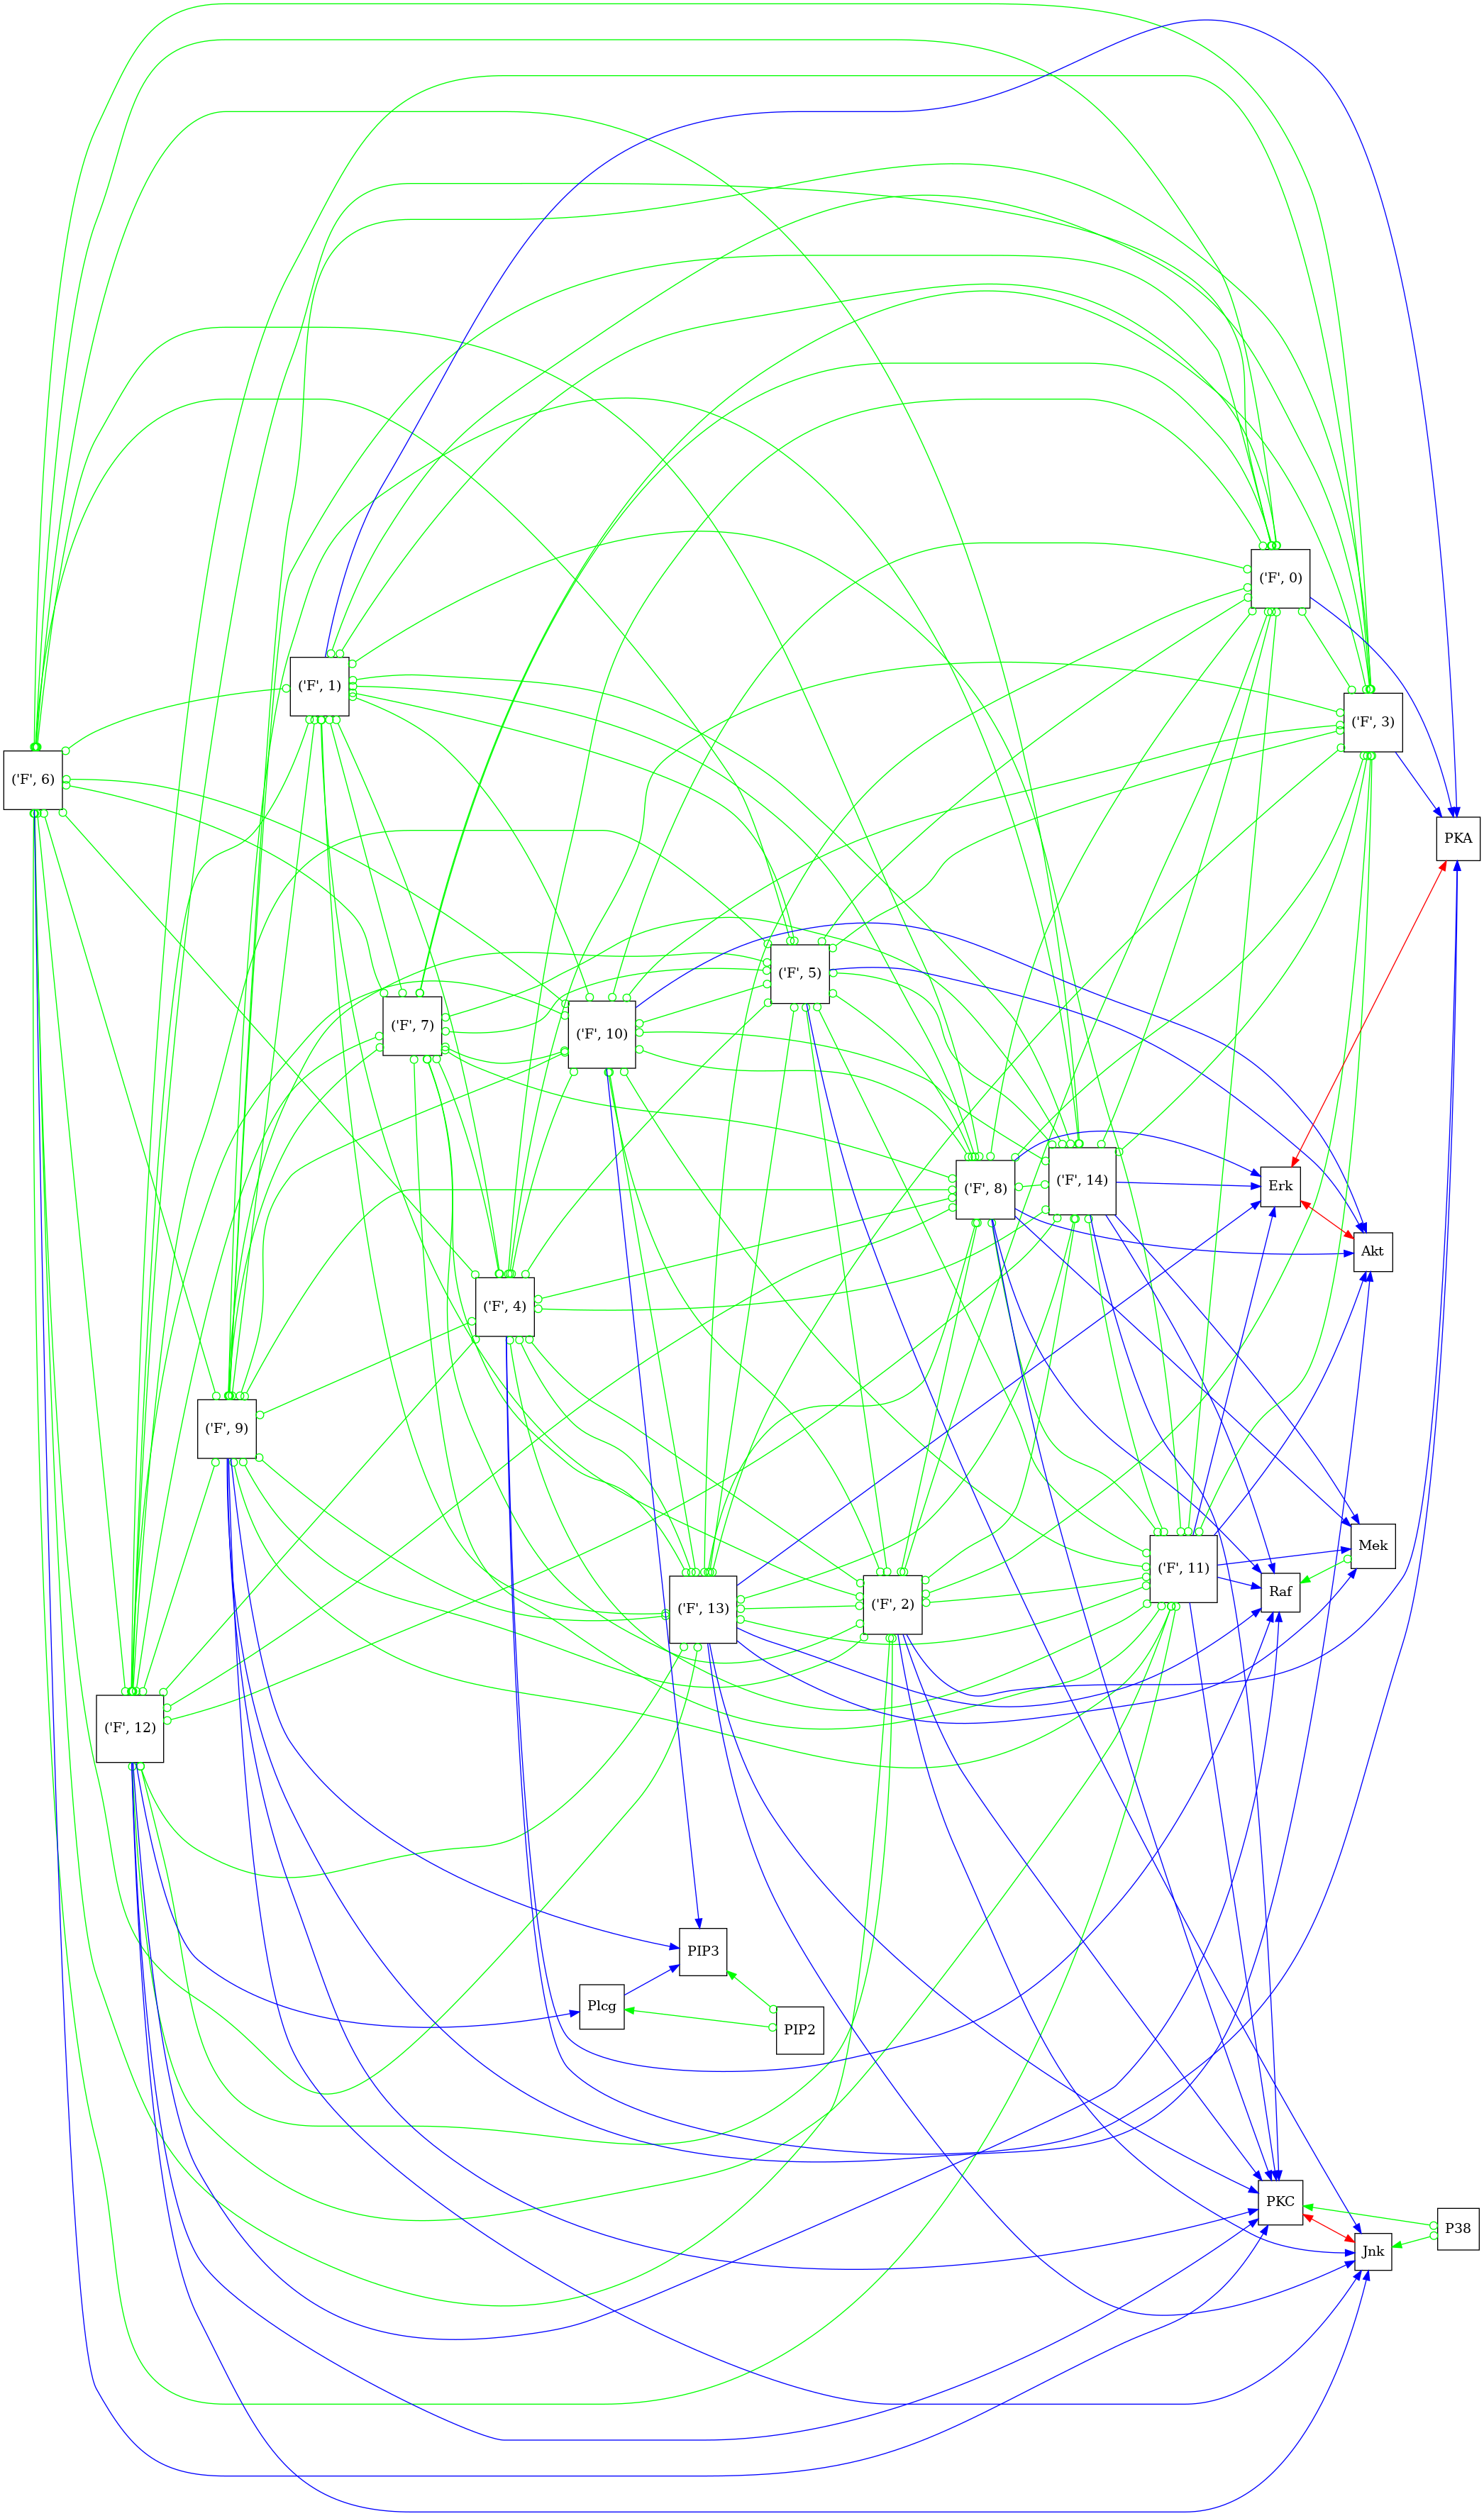 ('F', 0)
('F', 1)
('F', 3)
('F', 6)
PKA
('F', 5)
('F', 7)
('F', 10)
('F', 8)
('F', 14)
Erk
Akt
('F', 4)
('F', 9)
Mek
('F', 11)
Raf
('F', 2)
('F', 13)
('F', 12)
PIP3
Plcg
PIP2
PKC
P38
Jnk